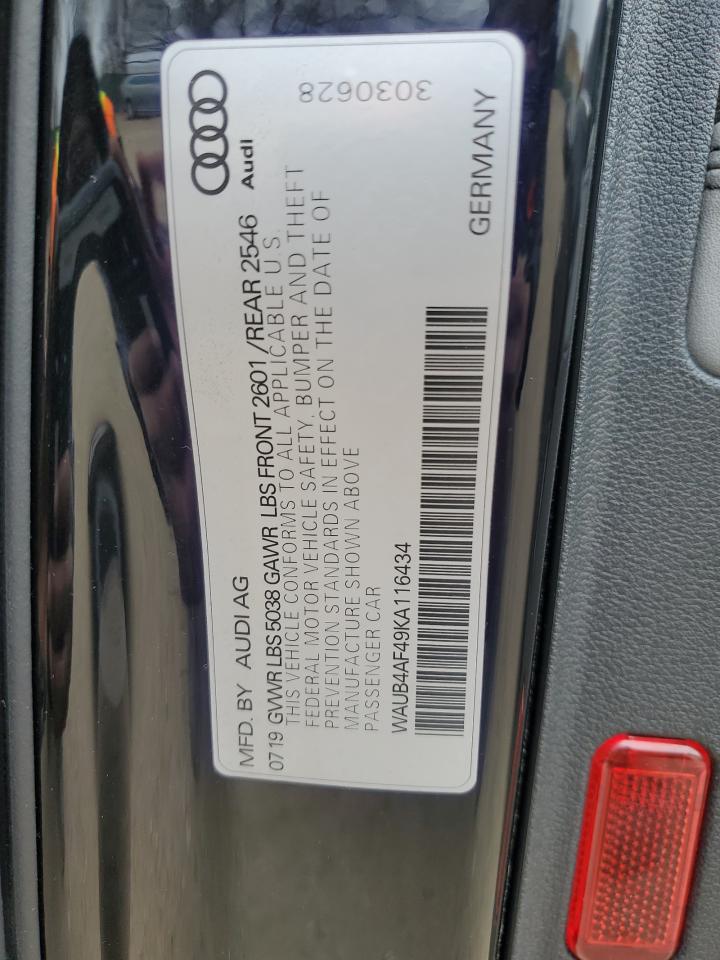 Audi
3030628
GERMANY
MFD. BY AUDI AG
0719 GVWR LBS 5038 GAWR LBS FRONT 2601 / REAR 2546
THIS VEHICLE CONFORMS TO ALL APPLICABLE U.S.
FEDERAL MOTOR VEHICLE SAFETY, BUMPER AND THEFT
PREVENTION STANDARDS IN EFFECT ON THE DATE OF
MANUFACTURE SHOWN ABOVE
PASSENGER CAR
WAUB4AF49KA116434